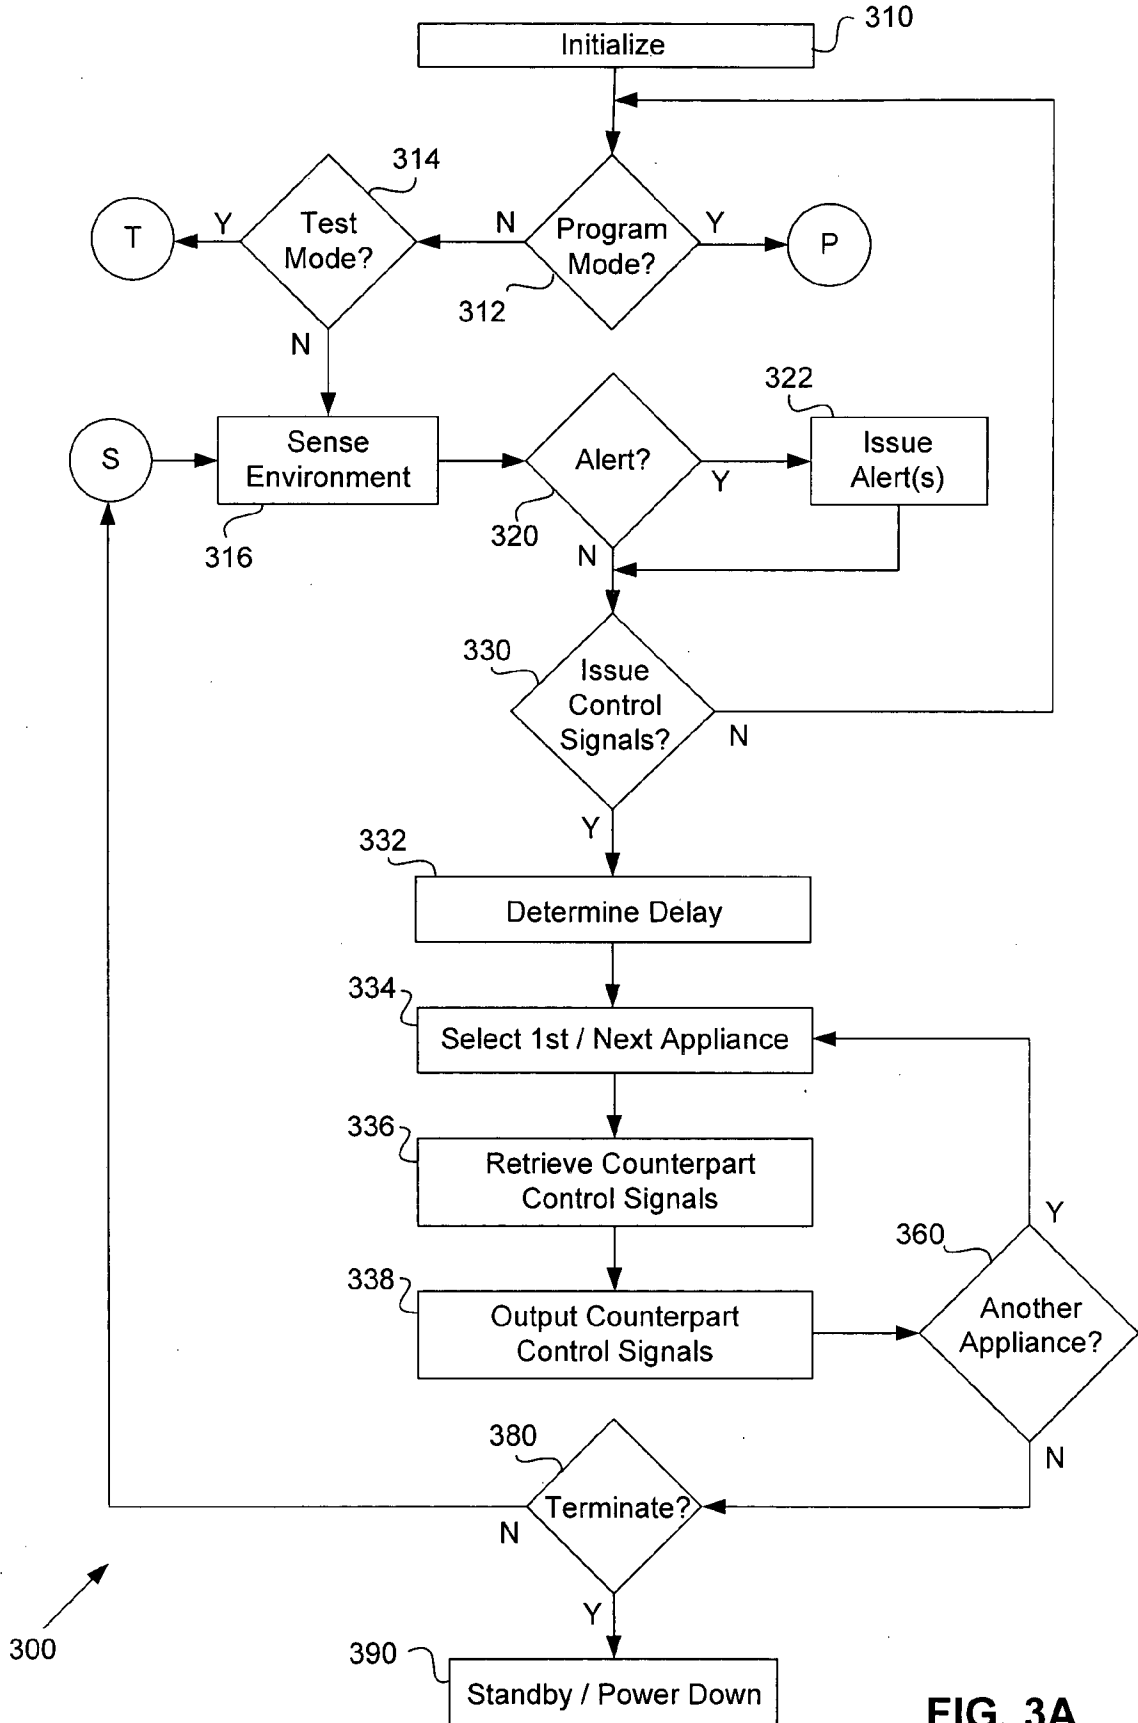 310
Initialize
314
Test
Mode?
Y
T
N
Program
Mode?
Y
P
312
N
322
S
Sense
Environment
316
Alert?
320
Y
Issue
Alert(s)
N
330
Issue
Control
Signals?
N
Y
332
Determine Delay
334
Select 1st / Next Appliance
336
Retrieve Counterpart
Control Signals
Y
360
338
Output Counterpart
Control Signals
Another
Appliance?
N
380
Terminate?
N
Y
300
390
Standby / Power Down
FIG. 3A